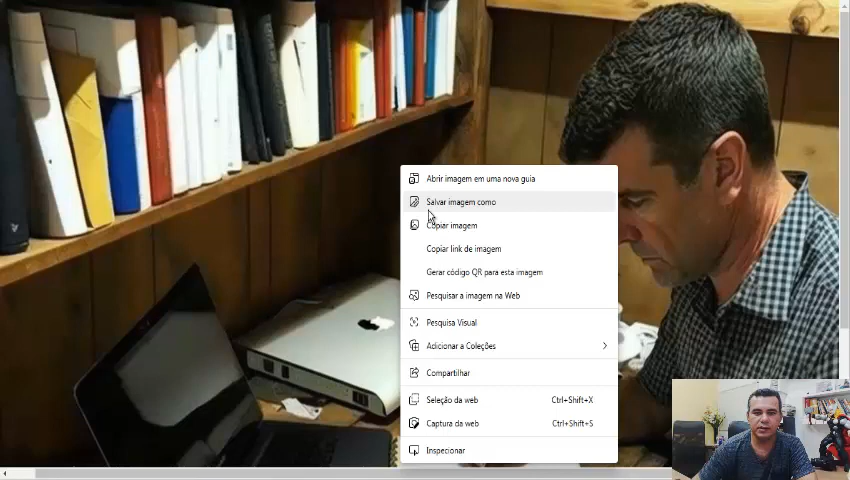 Abrir imagem em uma nova guia
Salvar imagem como
Copiar imagem
Copiar link de imagem
Gerar código QR para esta imagem
Pesquisar a imagem na Web
Pesquisa Visual
Adicionar a Coleções
Compartilhar
Seleção da web Ctrl+Shift+X
Captura da web Ctrl+Shift+S
Inspecionar